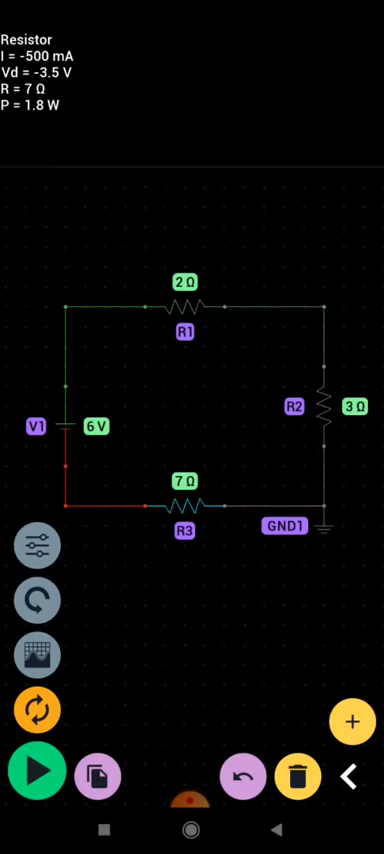 Resistor
I = -500 mA
Vd = -3.5 V
R = 7 Ω
P = 1.8 W
2 Ω
R1
R2
3 Ω
V1
6 V
7 Ω
R3
GND1